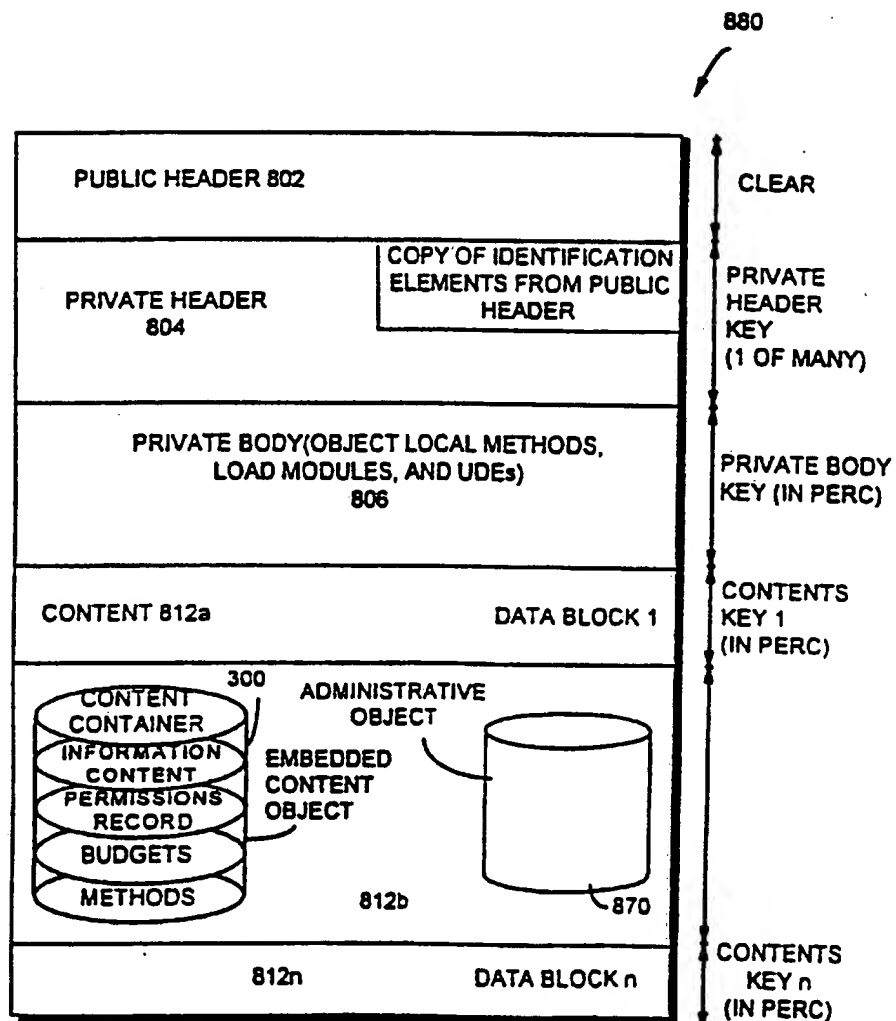 880
PUBLIC HEADER 802
CLEAR
COPY OF IDENTIFICATION
ELEMENTS FROM PUBLIC
HEADER
PRIVATE HEADER
804
PRIVATE
HEADER
KEY
(1 OF MANY)
PRIVATE BODY(OBJECT LOCAL METHODS,
LOAD MODULES, AND UDEs)
806
PRIVATE BODY
KEY (IN PERC)
CONTENT 812a
DATA BLOCK 1
CONTENTS
KEY 1
(IN PERC)
CONTENT
CONTAINER
INFORMATION
CONTENT
PERMISSIONS
RECORD
BUDGETS
METHODS
300
EMBEDDED
CONTENT
OBJECT
ADMINISTRATIVE
OBJECT
812b
870
812n
DATA BLOCK n
CONTENTS
KEY n
(IN PERC)